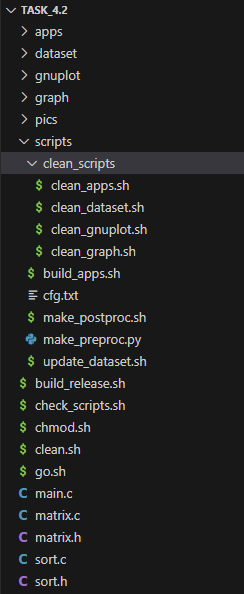 TASK_4.2
apps
dataset
gnuplot
graph
pics
scripts
clean_scripts
$ clean_apps.sh
$ clean_dataset.sh
$ clean_gnuplot.sh
$ clean_graph.sh
$ build_apps.sh
cfg.txt
$ make_postproc.sh
make_preproc.py
$ update_dataset.sh
$ build_release.sh
$ check_scripts.sh
$ chmod.sh
$ clean.sh
$ go.sh
C main.c
C matrix.c
C matrix.h
C sort.c
C sort.h